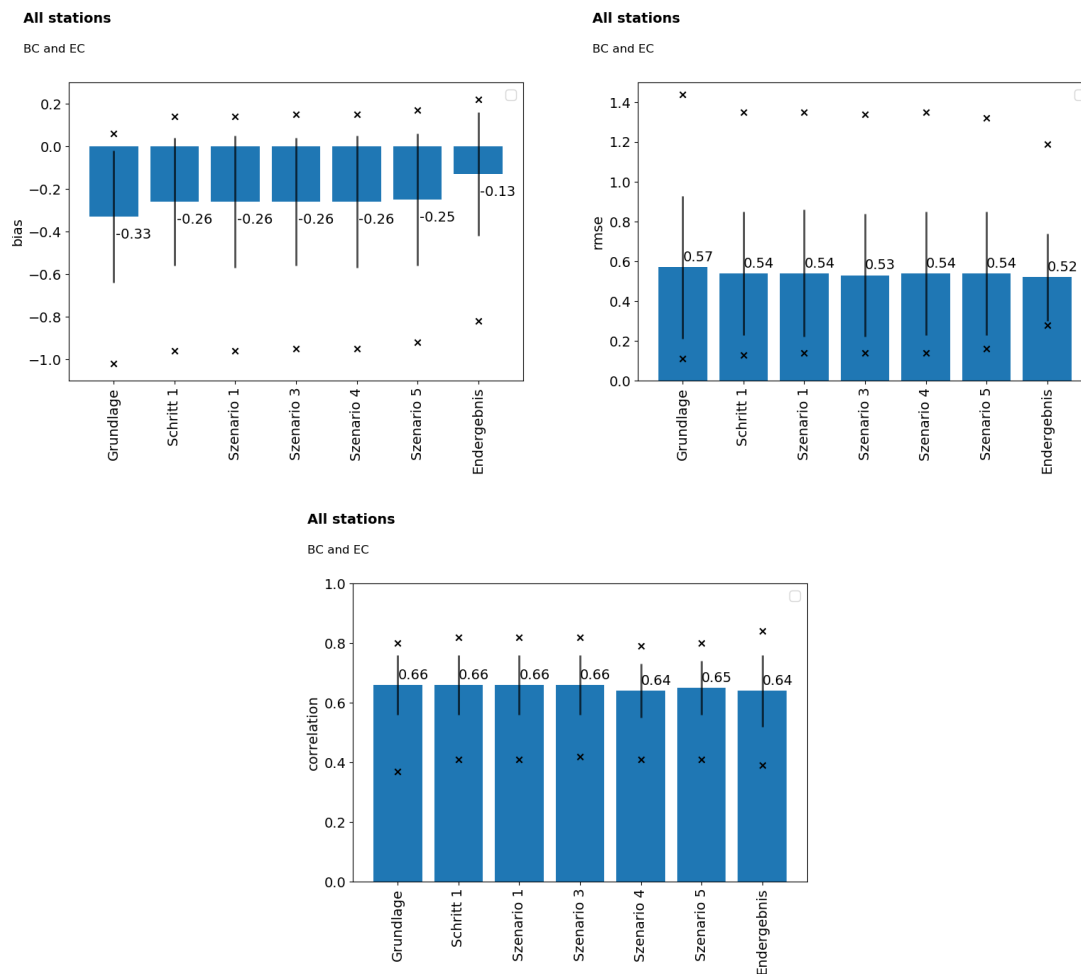 All stations
BC and EC
bias
0.2
0.0
−0.2
−0.4
−0.6
−0.8
−1.0
-0.33
-0.26
-0.26
-0.26
-0.26
-0.25
-0.13
Grundlage
Schritt 1
Szenario 1
Szenario 3
Szenario 4
Szenario 5
Endergebnis
All stations
BC and EC
rmse
1.4
1.2
1.0
0.8
0.6
0.4
0.2
0.0
0.57
0.54
0.54
0.53
0.54
0.54
0.52
Grundlage
Schritt 1
Szenario 1
Szenario 3
Szenario 4
Szenario 5
Endergebnis
All stations
BC and EC
correlation
1.0
0.8
0.6
0.4
0.2
0.0
0.66
0.66
0.66
0.66
0.64
0.65
0.64
Grundlage
Schritt 1
Szenario 1
Szenario 3
Szenario 4
Szenario 5
Endergebnis